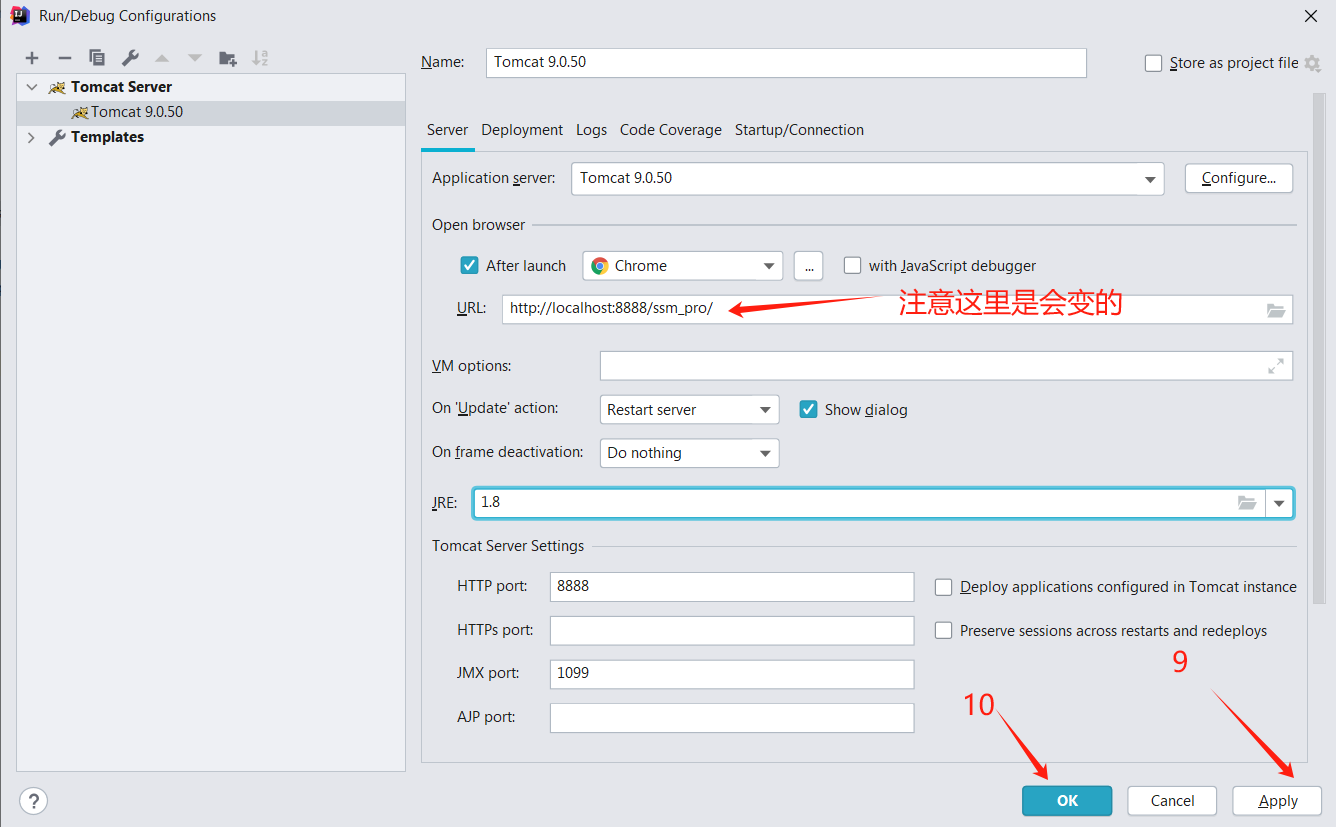 Run/Debug Configurations
Tomcat Server
Tomcat 9.0.50
Templates
Name: Tomcat 9.0.50 Store as project file
Server Deployment Logs Code Coverage Startup/Connection
Application server: Tomcat 9.0.50 Configure...
Open browser
After launch Chrome ... with JavaScript debugger
URL: http://localhost:8888/ssm_pro/ 注意这里是会变的
VM options:
On 'Update' action: Restart server Show dialog
On frame deactivation: Do nothing
JRE: 1.8
Tomcat Server Settings
HTTP port: 8888 Deploy applications configured in Tomcat instance
HTTPs port: Preserve sessions across restarts and redeploys
JMX port: 1099 9
AJP port: 10
? OK Cancel Apply